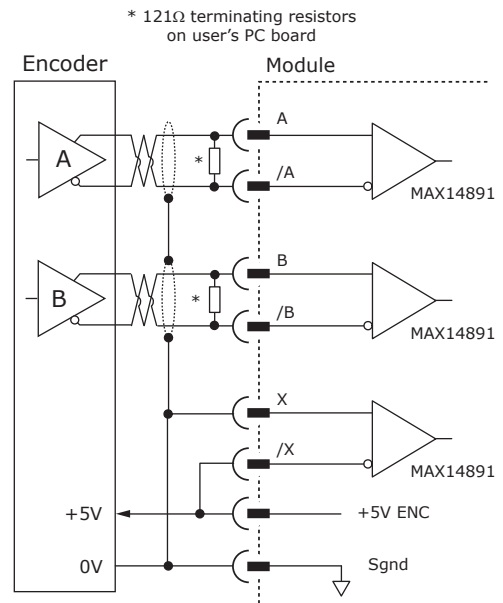 * 121Ω terminating resistors
on user's PC board
Encoder
Module
A
A
*
/A
MAX14891
B
B
*
/B
MAX14891
X
/X
MAX14891
+5V
+5V ENC
0V
Sgnd